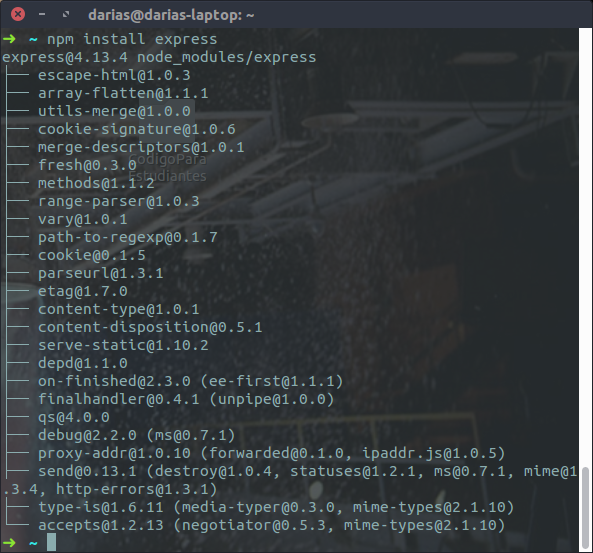 darias@darias-laptop: ~
➜ ~ npm install express
express@4.13.4 node_modules/express
├── escape-html@1.0.3
├── array-flatten@1.1.1
├── utils-merge@1.0.0
├── cookie-signature@1.0.6
├── merge-descriptors@1.0.1
CodigoPara
├── fresh@0.3.0
Estudiantes
├── methods@1.1.2
├── range-parser@1.0.3
├── vary@1.0.1
├── path-to-regexp@0.1.7
├── cookie@0.1.5
├── parseurl@1.3.1
├── etag@1.7.0
├── content-type@1.0.1
├── content-disposition@0.5.1
├── serve-static@1.10.2
├── depd@1.1.0
├── on-finished@2.3.0 (ee-first@1.1.1)
├── finalhandler@0.4.1 (unpipe@1.0.0)
├── qs@4.0.0
├── debug@2.2.0 (ms@0.7.1)
├── proxy-addr@1.0.10 (forwarded@0.1.0, ipaddr.js@1.0.5)
├── send@0.13.1 (destroy@1.0.4, statuses@1.2.1, ms@0.7.1, mime@1
.3.4, http-errors@1.3.1)
├── type-is@1.6.11 (media-typer@0.3.0, mime-types@2.1.10)
└── accepts@1.2.13 (negotiator@0.5.3, mime-types@2.1.10)
➜ ~